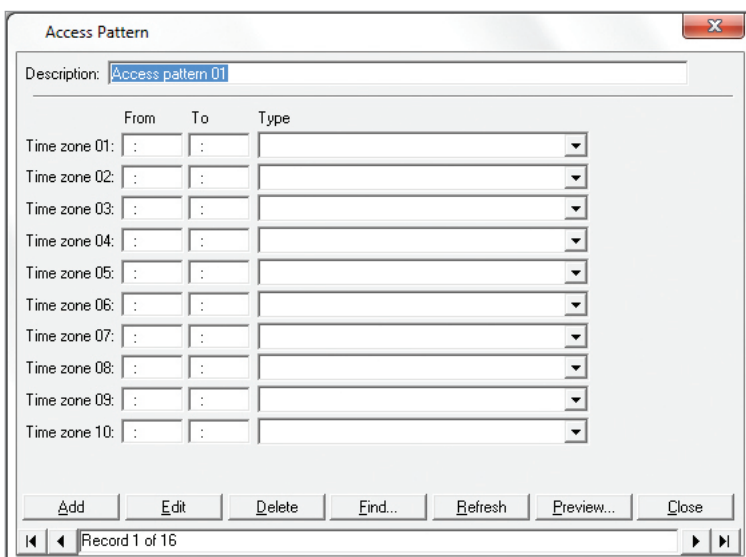 Access Pattern
Description: Access pattern 01
From To Type
Time zone 01: : :
Time zone 02: : :
Time zone 03: : :
Time zone 04: : :
Time zone 05: : :
Time zone 06: : :
Time zone 07: : :
Time zone 08: : :
Time zone 09: : :
Time zone 10: : :
Add Edit Delete Find... Refresh Preview... Close
Record 1 of 16